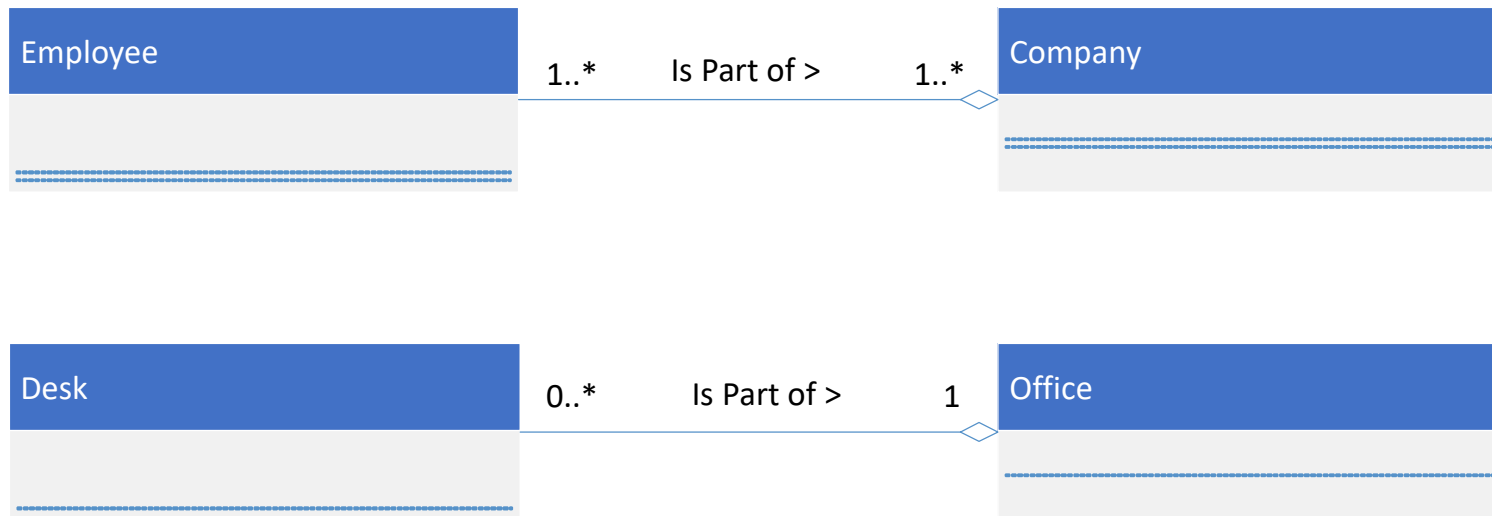 Employee
1..* Is Part of > 1..*
Company
Desk
0..* Is Part of > 1
Office